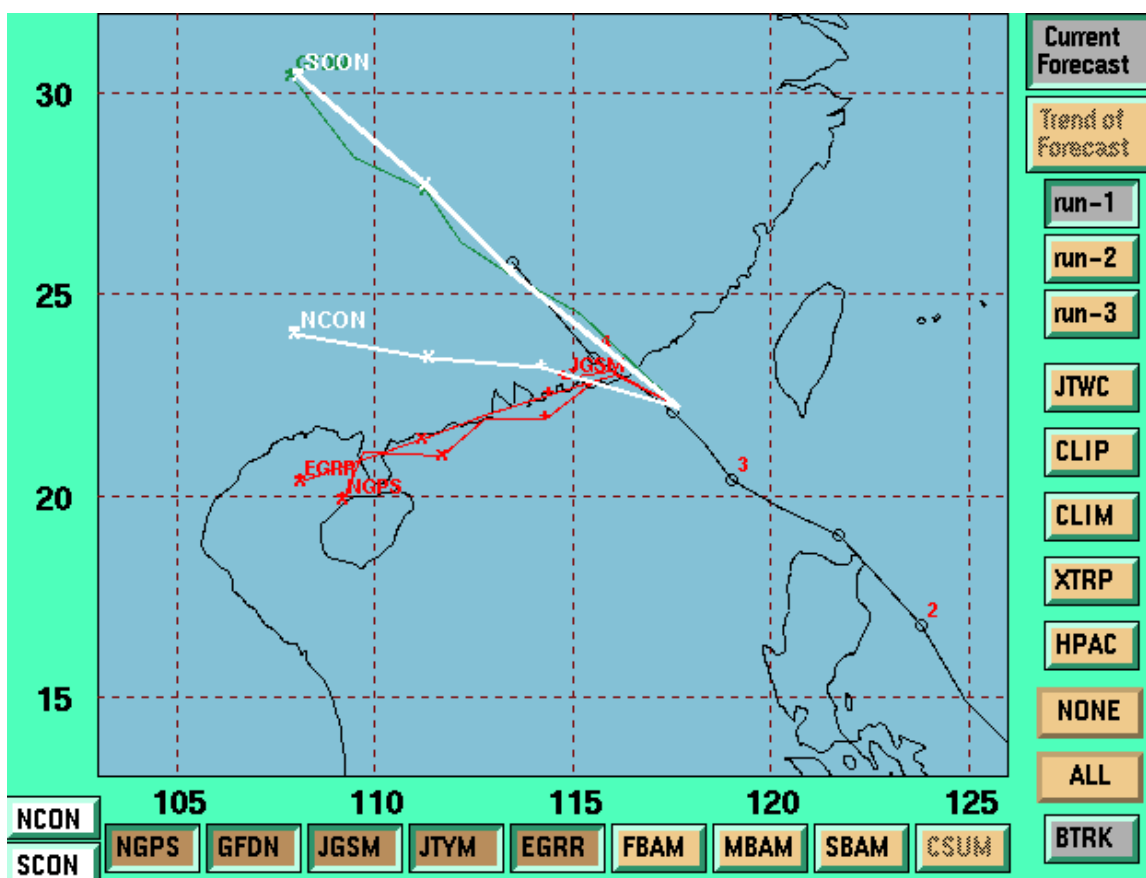 Current
Forecast
Trend of
Forecast
run-1
run-2
run-3
JTWC
CLIP
CLIM
XTRP
HPAC
NONE
ALL
BTRK
30
25
20
15
SCON
NCON
4
JGSM
EGRR
NGPS
3
2
105
110
115
120
125
NCON
SCON
NGPS
GFDN
JGSM
JTYM
EGRR
FBAM
MBAM
SBAM
CSUM